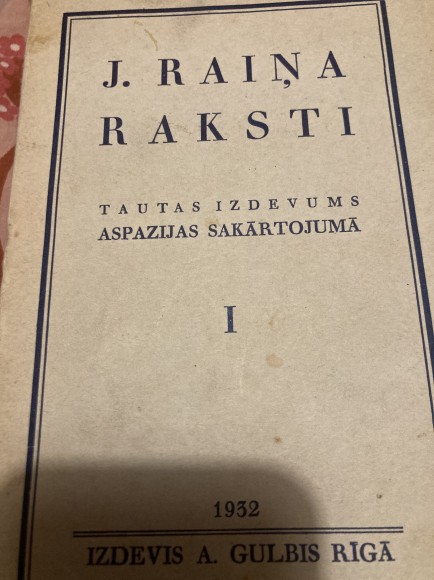 J. RAIŅA
RAKSTI
TAUTAS IZDEVUMS
ASPAZIJAS SAKĀRTOJUMĀ
I
1932
IZDEVIS A. GULBIS RĪGĀ